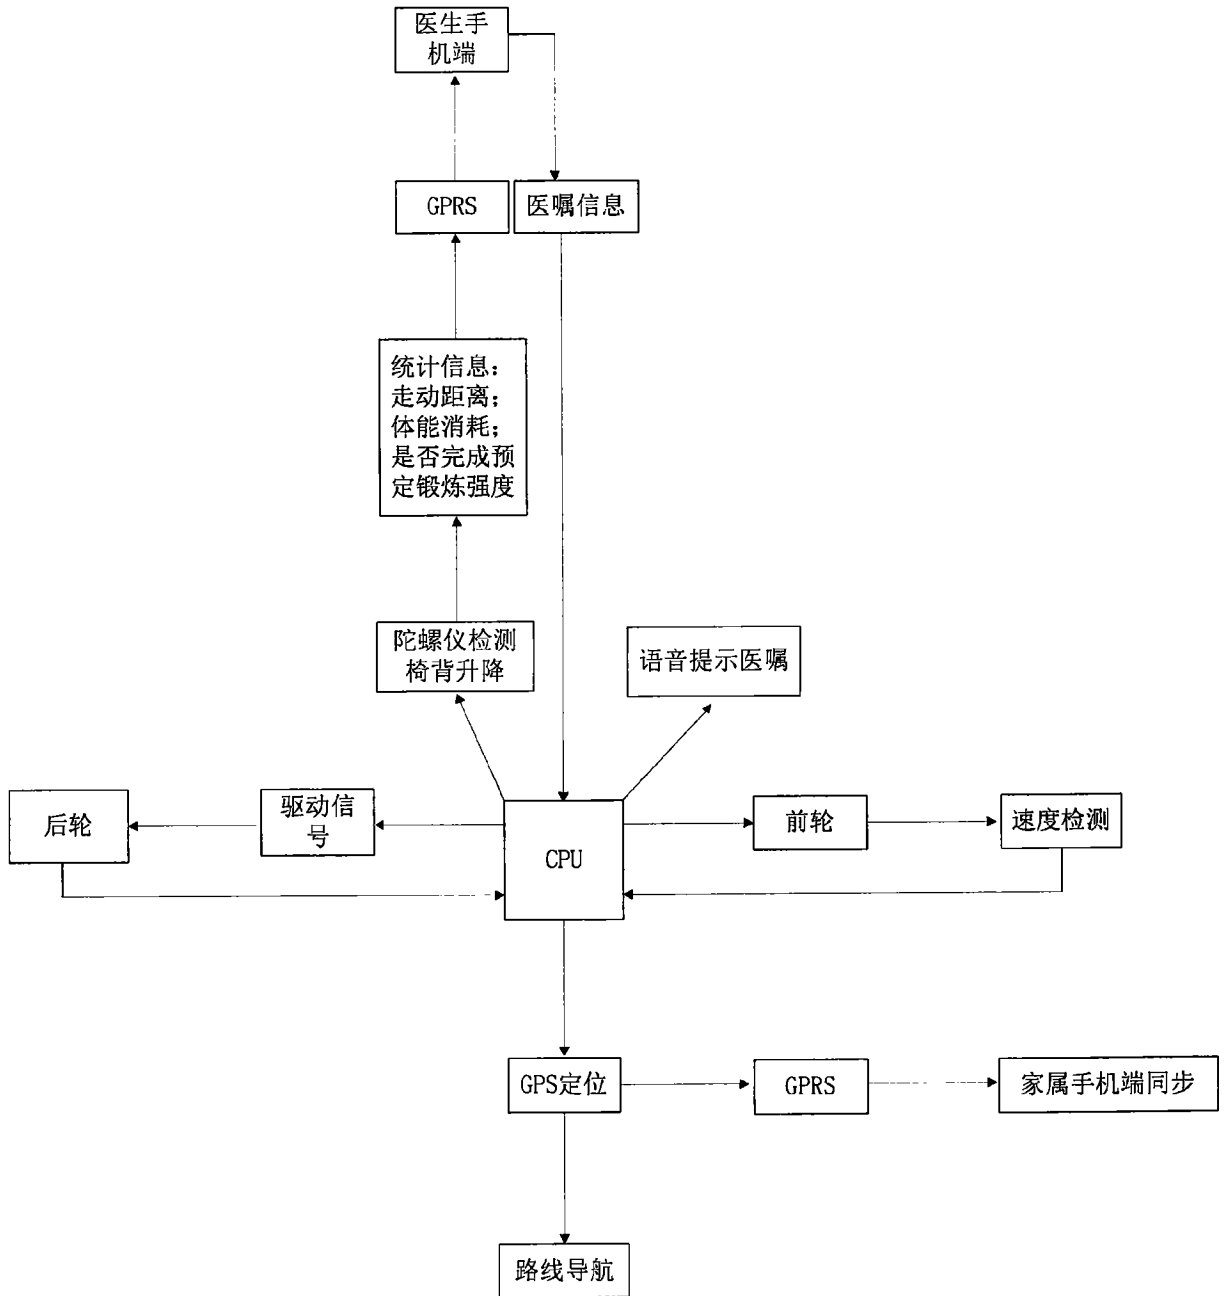 医生手
机端
GPRS
医嘱信息
统计信息：
走动距离；
体能消耗；
是否完成预
定锻炼强度
陀螺仪检测
椅背升降
语音提示医嘱
后轮
驱动信
号
CPU
前轮
速度检测
GPS定位
GPRS
家属手机端同步
路线导航